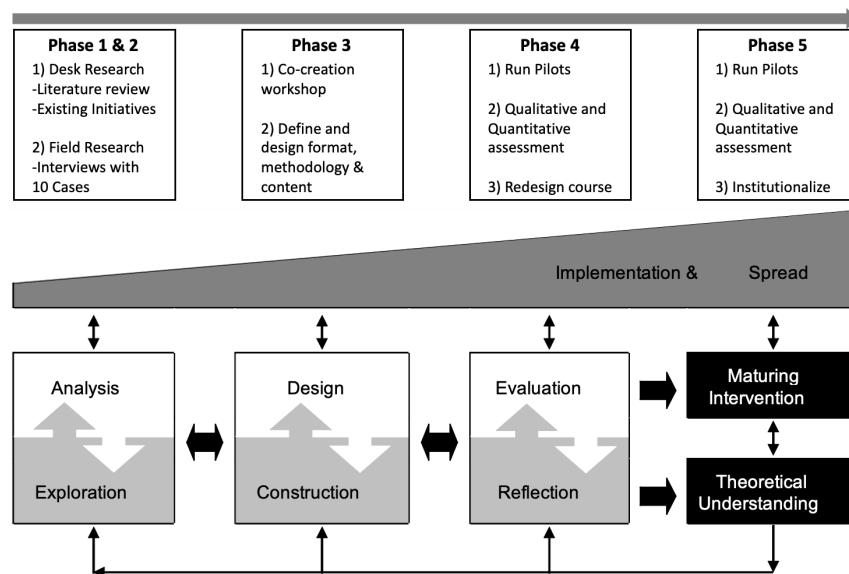 Phase 1 & 2
1) Desk Research
-Literature review
-Existing Initiatives
2) Field Research
-Interviews with
10 Cases
Phase 3
1) Co-creation
workshop
2) Define and
design format,
methodology &
content
Phase 4
1) Run Pilots
2) Qualitative and
Quantitative
assessment
3) Redesign course
Phase 5
1) Run Pilots
2) Qualitative and
Quantitative
assessment
3) Institutionalize
Implementation & Spread
Analysis
Exploration
Design
Construction
Evaluation
Reflection
Maturing
Intervention
Theoretical
Understanding